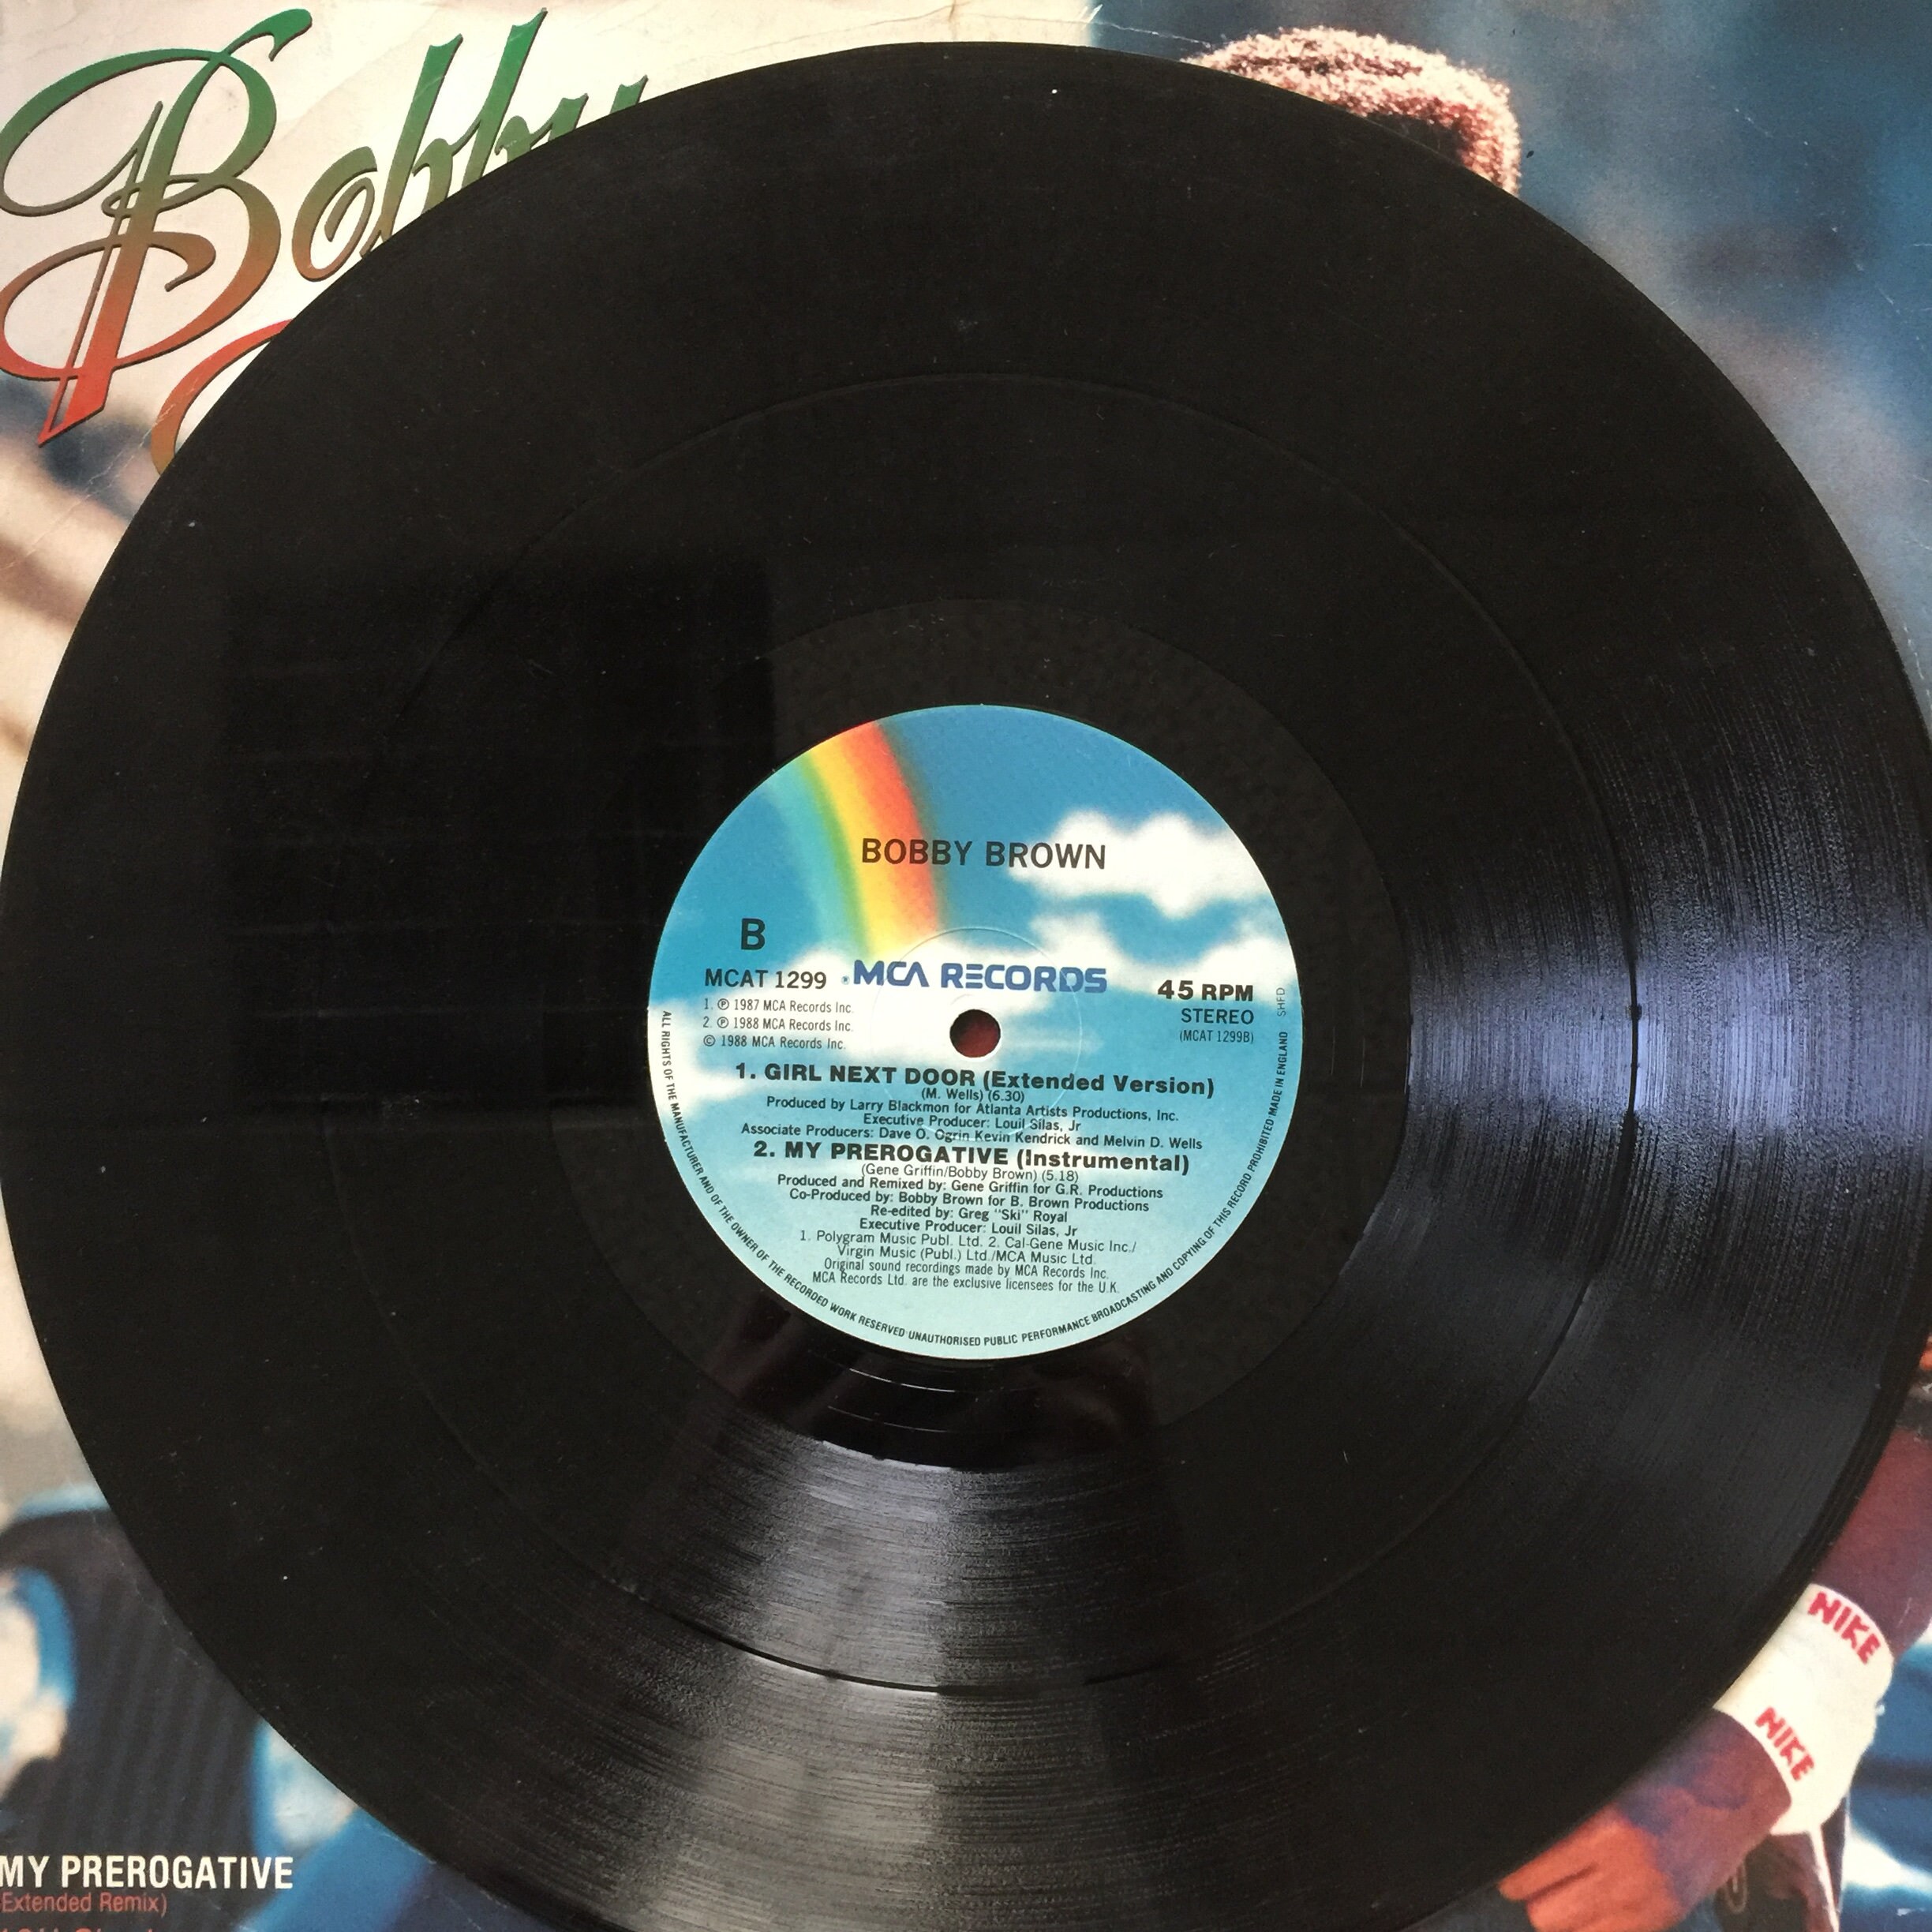 Bobby
BOBBY BROWN
B
MCAT 1299
MCA RECORDS
45 RPM
STEREO
(MCAT 1299B)
1. ℗ 1987 MCA Records Inc.
2. ℗ 1988 MCA Records Inc.
© 1988 MCA Records Inc.
1. GIRL NEXT DOOR (Extended Version)
(M. Wells) (6.30)
Produced by Larry Blackmon for Atlanta Artists Productions, Inc.
Executive Producer: Louil Silas, Jr
Associate Producers: Dave O. Ogrin Kevin Kendrick and Melvin D. Wells
2. MY PREROGATIVE (Instrumental)
(Gene Griffin/Bobby Brown) (5.18)
Produced and Remixed by: Gene Griffin for G.R. Productions
Co-Produced by: Bobby Brown for B. Brown Productions
Re-edited by: Greg "Ski" Royal
Executive Producer: Louil Silas, Jr
1. Polygram Music Publ. Ltd. 2. Cal-Gene Music Inc./
Virgin Music (Publ.) Ltd./MCA Music Ltd.
Original sound recordings made by MCA Records Inc.
MCA Records Ltd. are the exclusive licensees for the U.K.
ALL RIGHTS OF THE MANUFACTURER AND OF THE OWNER OF THE RECORDED WORK RESERVED UNAUTHORISED PUBLIC PERFORMANCE BROADCASTING AND COPYING OF THIS RECORD PROHIBITED MADE IN ENGLAND SHFD
NIKE
NIKE
MY PREROGATIVE
(Extended Remix)